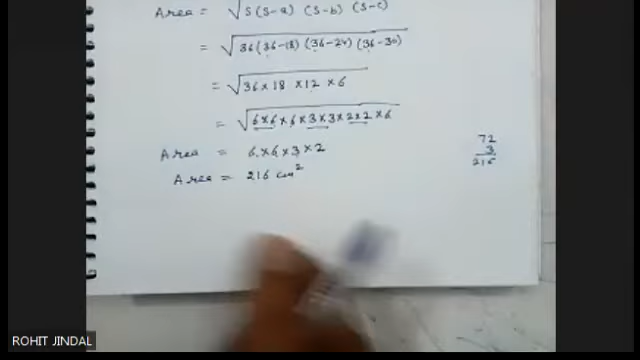 Area = √s(s-a) (s-b) (s-c)
= √36(36-18) (36-24) (36-30)
= √36×18 ×12 ×6
= √6×6×6×3×3×2×2×6
Area = 6×6×3×2
Area = 216 cm²
72
3
216
ROHIT JINDAL